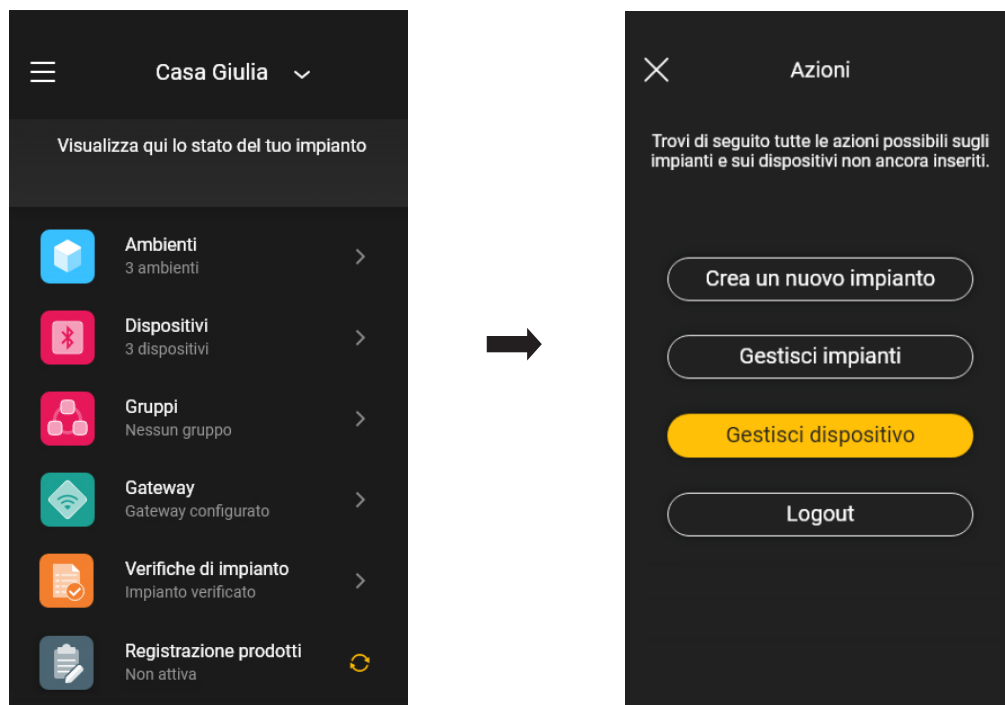 Casa Giulia
Visualizza qui lo stato del tuo impianto
Ambienti
3 ambienti
Dispositivi
3 dispositivi
Gruppi
Nessun gruppo
Gateway
Gateway configurato
Verifiche di impianto
Impianto verificato
Registrazione prodotti
Non attiva
Azioni
Trovi di seguito tutte le azioni possibili sugli
impianti e sui dispositivi non ancora inseriti.
Crea un nuovo impianto
Gestisci impianti
Gestisci dispositivo
Logout